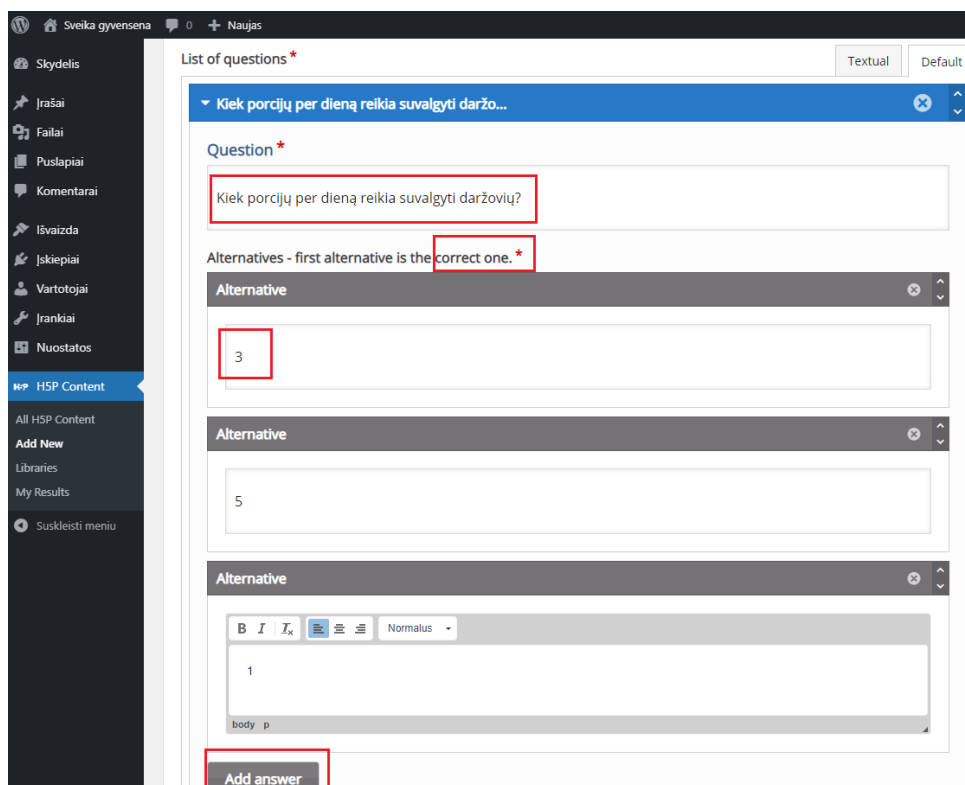 Sveika gyvensena 0 + Naujas
Skydelis
Įrašai
Failai
Puslapiai
Komentarai
Išvaizda
Įskiepiai
Vartotojai
Įrankiai
Nuostatos
H5P H5P Content
All H5P Content
Add New
Libraries
My Results
Suskleisti meniu
List of questions *
Textual Default
Kiek porcijų per dieną reikia suvalgyti daržo...
Question *
Kiek porcijų per dieną reikia suvalgyti daržovių?
Alternatives - first alternative is the correct one. *
Alternative
3
Alternative
5
Alternative
B I Tx Normalus
1
body p
Add answer